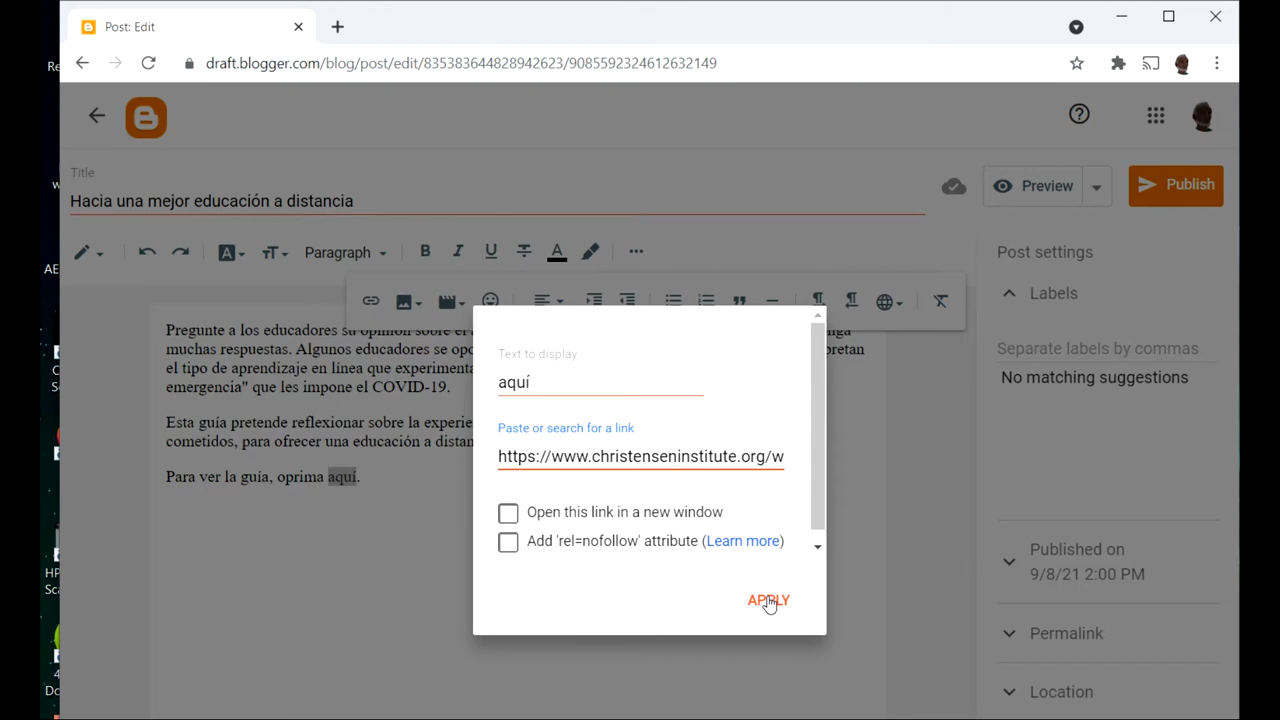 Post: Edit
draft.blogger.com/blog/post/edit/835383644828942623/9085592324612632149
Title
Hacia una mejor educación a distancia
Preview
Publish
Paragraph
B I U A
Post settings
Labels
Separate labels by commas
No matching suggestions
Pregunte a los educadores su opinión sobre el
muchas respuestas. Algunos educadores se
el tipo de aprendizaje en línea que
emergencia" que les impone el COVID-19.
Esta guía pretende reflexionar sobre la
cometidos, para ofrecer una educación a
Para ver la guía, oprima aquí.
Text to display
aquí
Paste or search for a link
https://www.christenseninstitute.org/w
Open this link in a new window
Add 'rel=nofollow' attribute (Learn more)
APPLY
Published on
9/8/21 2:00 PM
Permalink
Location